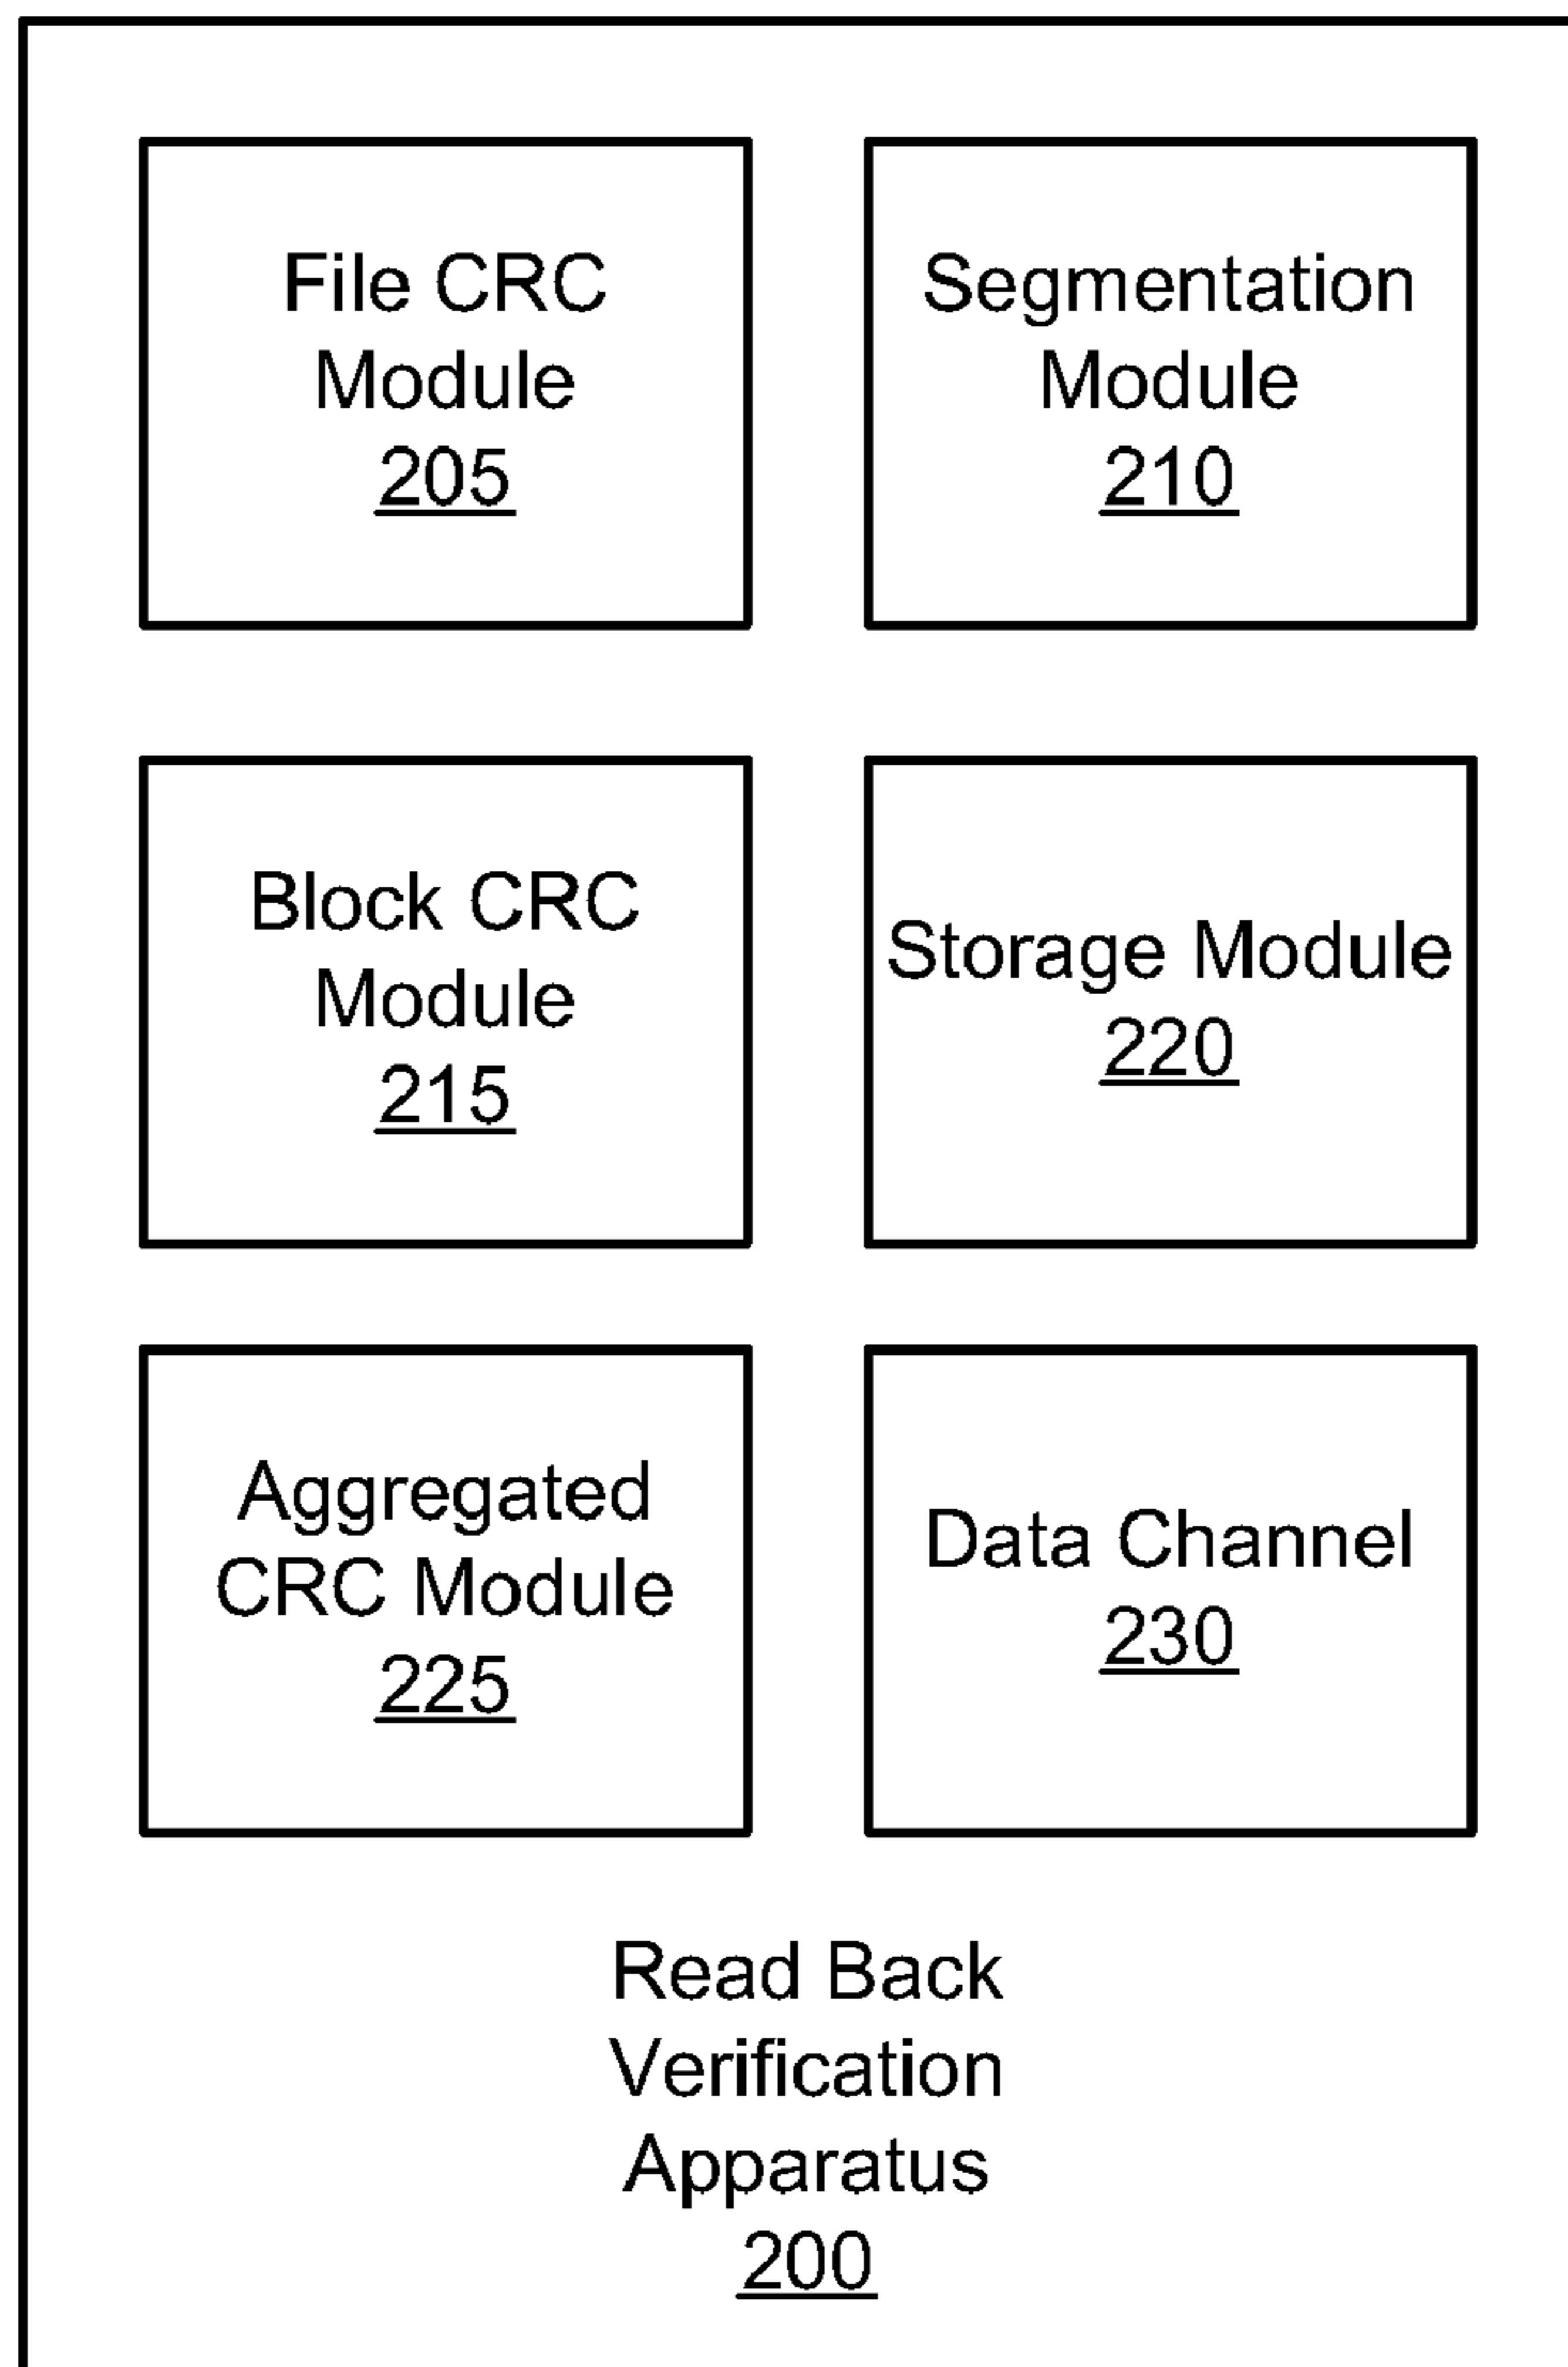 File CRC
Module
205
Segmentation
Module
210
Block CRC
Module
215
Storage Module
220
Aggregated
CRC Module
225
Data Channel
230
Read Back
Verification
Apparatus
200